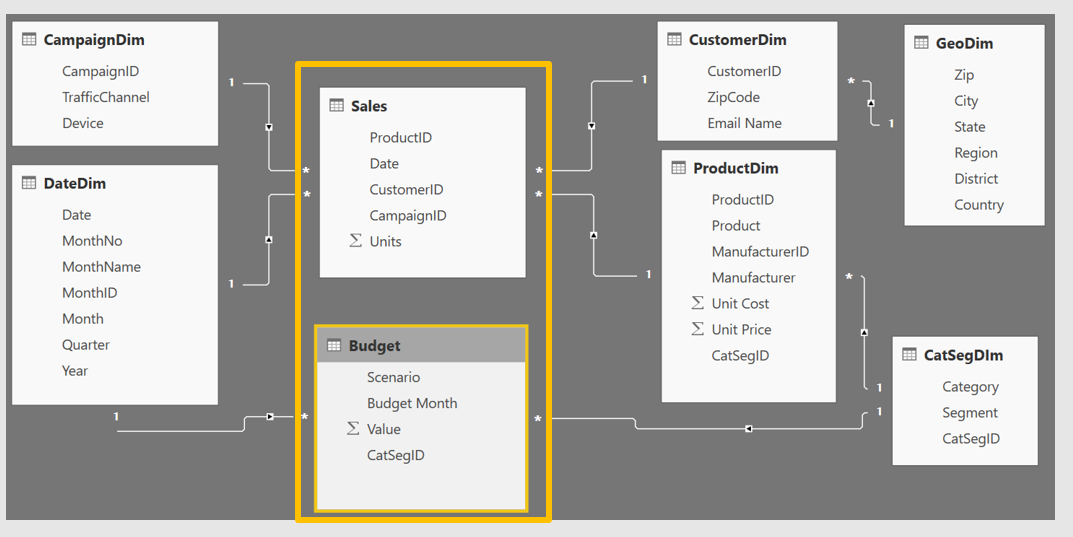 CampaignDim
CampaignID
TrafficChannel
Device
DateDim
Date
MonthNo
MonthName
MonthID
Month
Quarter
Year
1
*
1
*
1
*
Sales
ProductID
Date
CustomerID
CampaignID
Σ Units
Budget
Scenario
Budget Month
Σ Value
CatSegID
*
1
*
1
*
CustomerDim
CustomerID
ZipCode
Email Name
ProductDim
ProductID
Product
ManufacturerID
Manufacturer
Σ Unit Cost
Σ Unit Price
CatSegID
*
1
*
1
1
GeoDim
Zip
City
State
Region
District
Country
CatSegDIm
Category
Segment
CatSegID